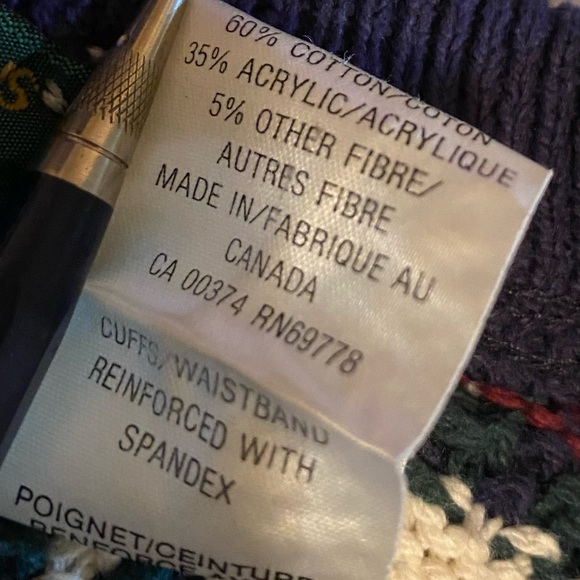 60% COTTON/COTON
35% ACRYLIC/ACRYLIQUE
5% OTHER FIBRE/
AUTRES FIBRE
MADE IN/FABRIQUE AU
CANADA
CA 00374 RN69778
CUFFS/WAISTBAND
REINFORCED WITH
SPANDEX
POIGNET/CEINTURE